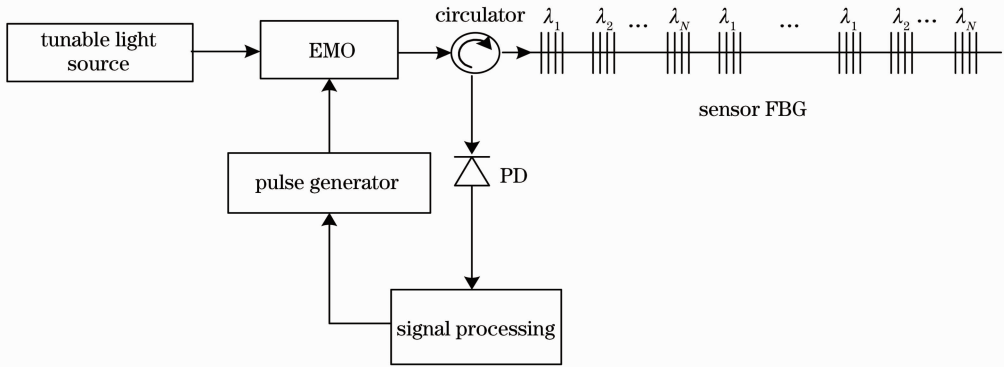 circulator
λ1 λ2 ... λN λ1 ... λ1 λ2 ... λN
tunable light
source
EMO
sensor FBG
pulse generator
PD
signal processing